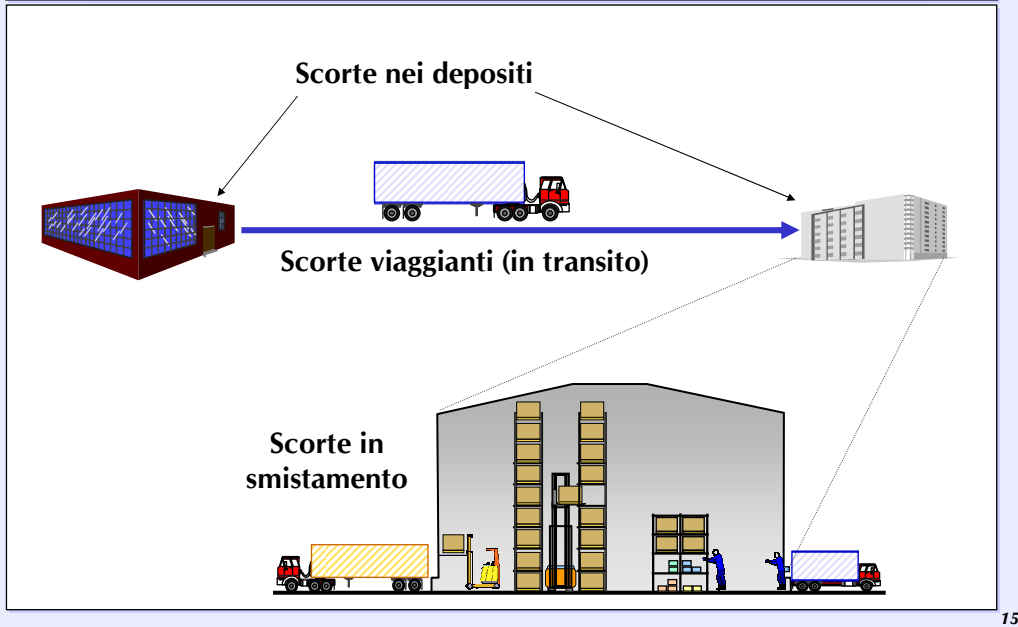 Scorte nei depositi
Scorte viaggianti (in transito)
Scorte in
smistamento
15